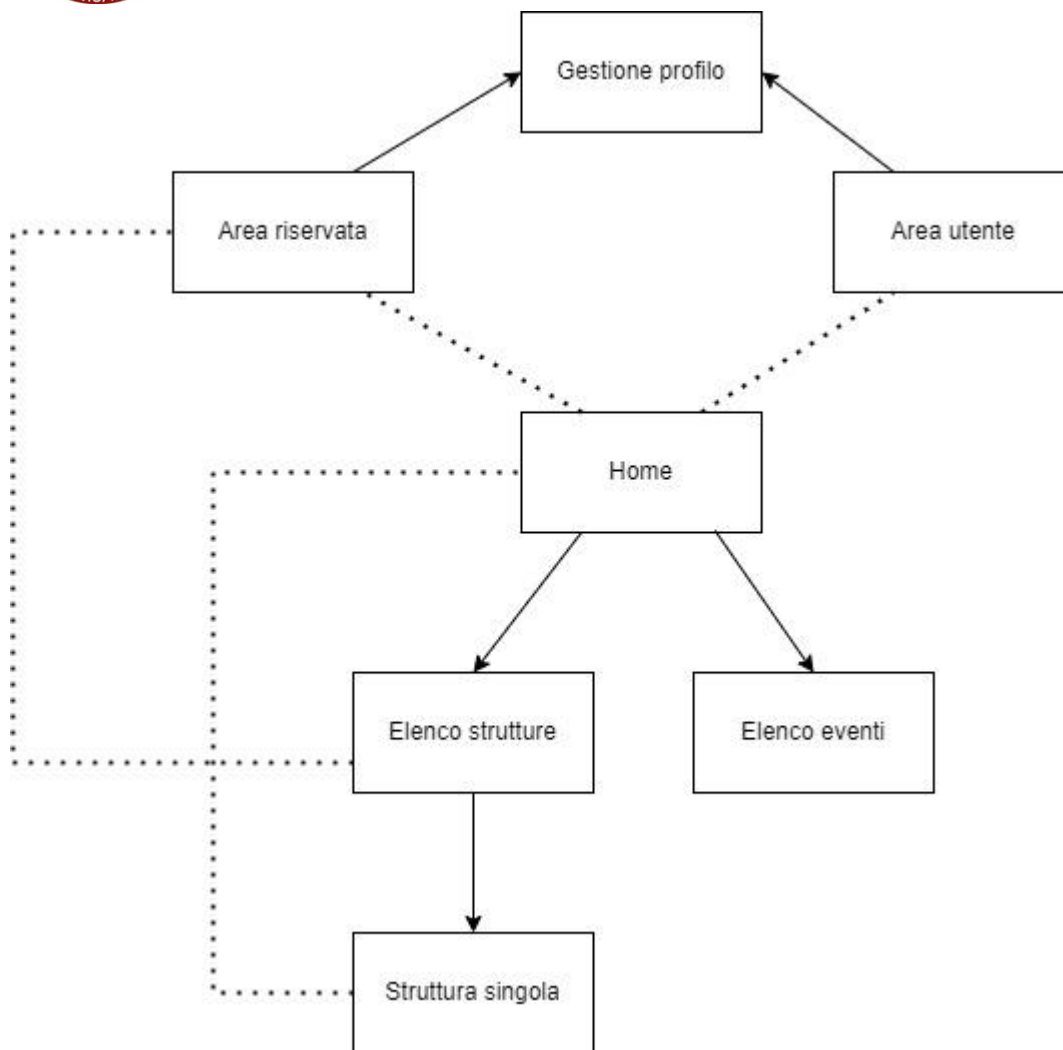 Gestione profilo
Area riservata
Area utente
Home
Elenco strutture
Elenco eventi
Struttura singola